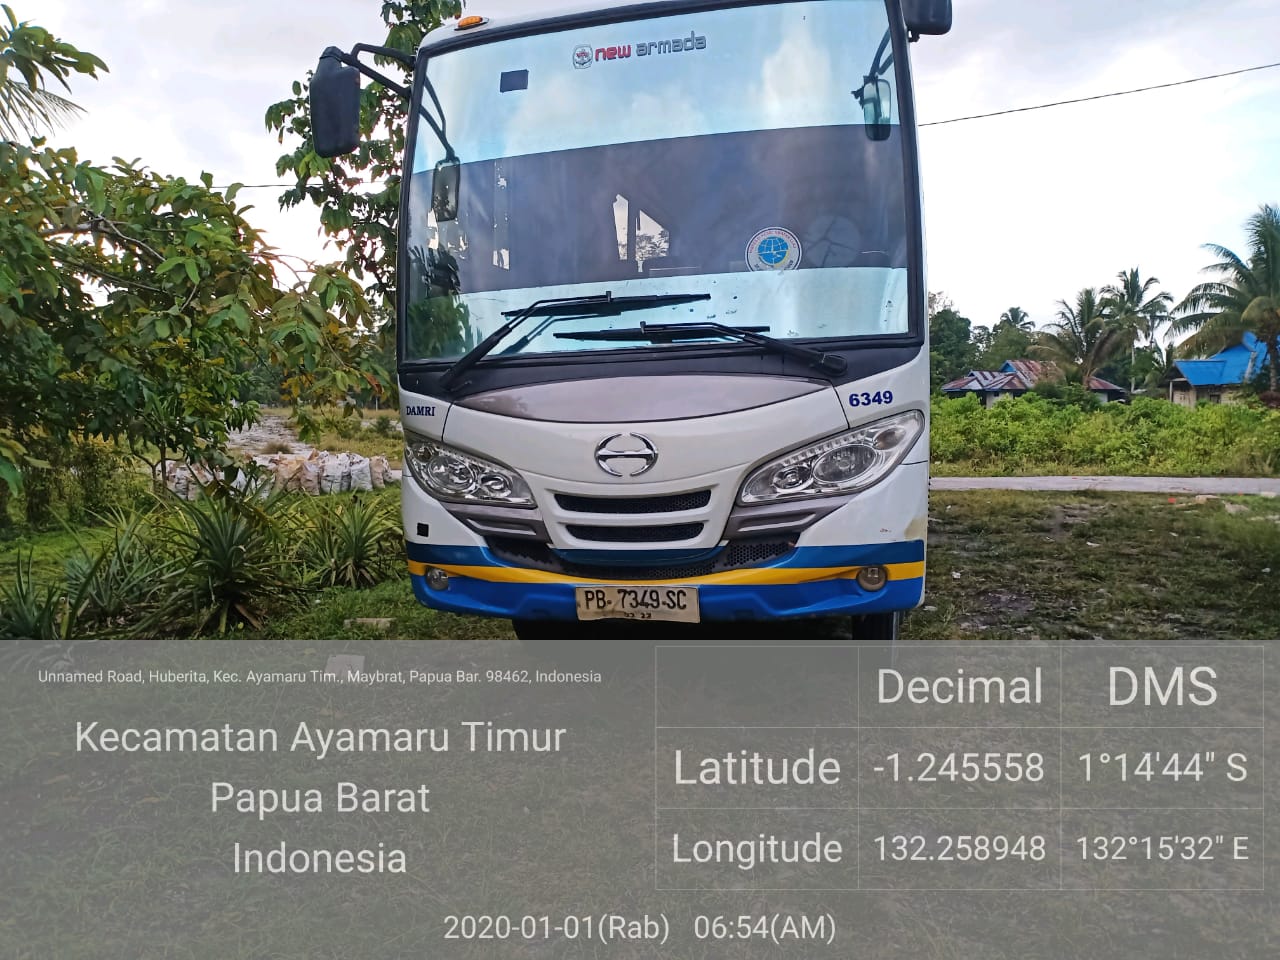 new armada
DAMRI
6349
PB 7349 SC
Unnamed Road, Huberita, Kec. Ayamaru Tim., Maybrat, Papua Bar. 98462, Indonesia
Kecamatan Ayamaru Timur
Papua Barat
Indonesia
Decimal DMS
Latitude -1.245558 1°14'44" S
Longitude 132.258948 132°15'32" E
2020-01-01(Rab) 06:54(AM)